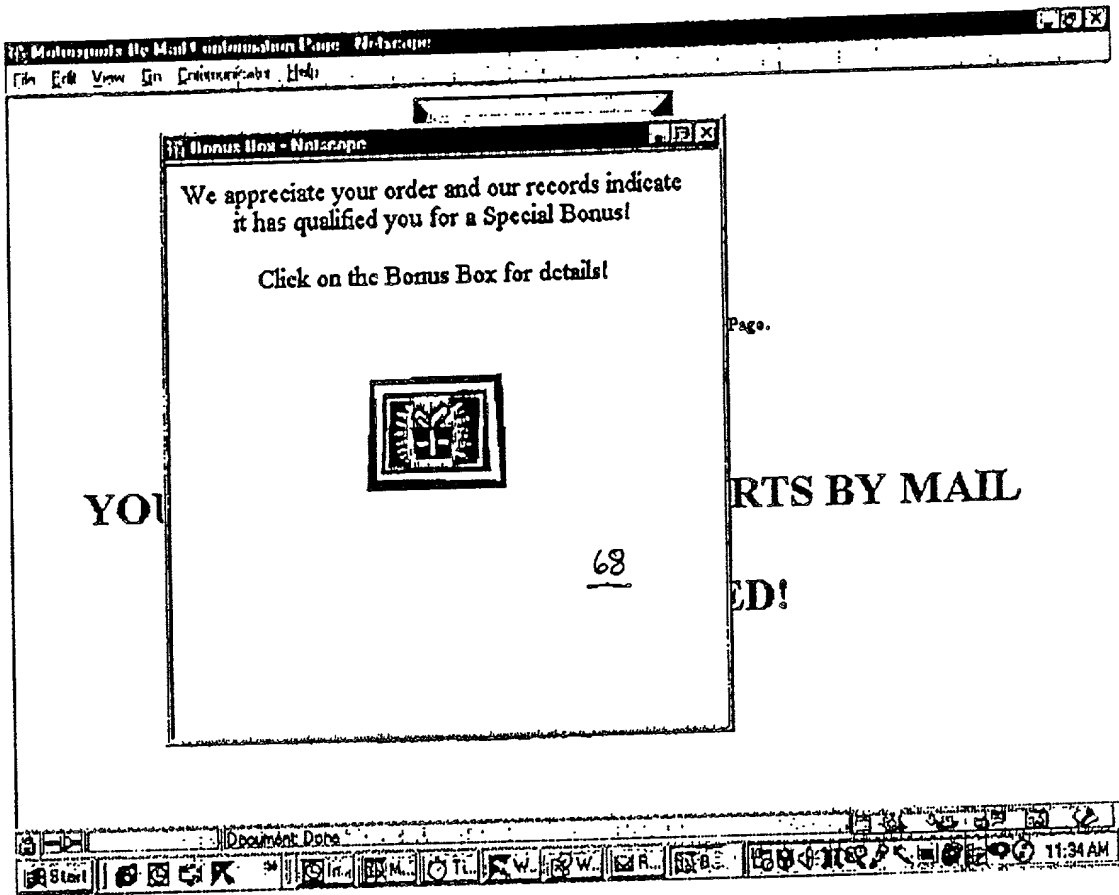 Motorsports By Mail Confirmation Page - Netscape
File Edit View Go Communicator Help
Bonus Box - Netscape
We appreciate your order and our records indicate
it has qualified you for a Special Bonus!
Click on the Bonus Box for details!
Page.
YOU
RTS BY MAIL
68
ED!
Document: Done
Start
In...
M...
Ti...
W...
W...
R...
B...
11:34 AM